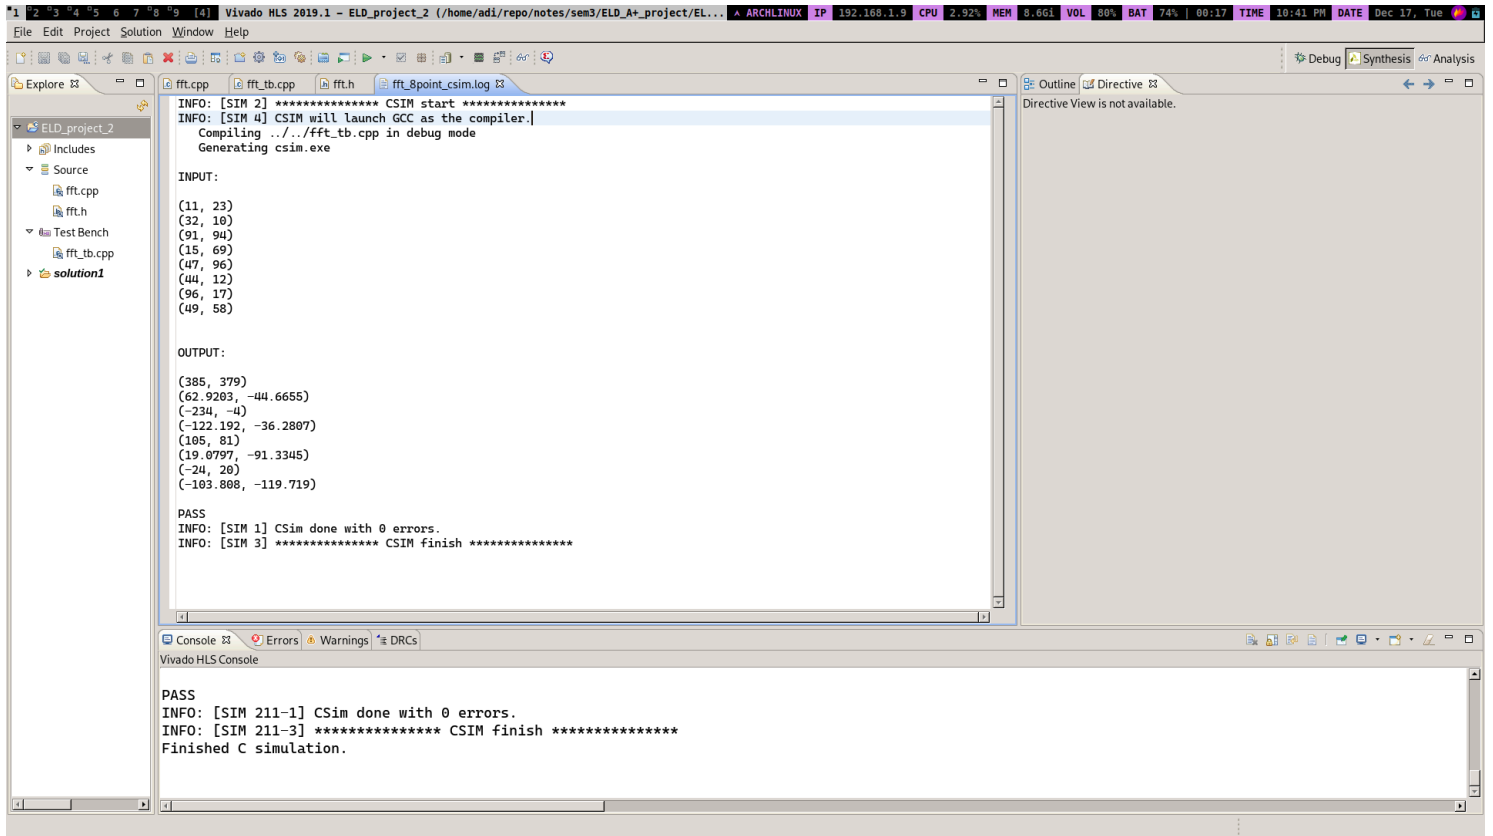 1 2 3 4 5 6 7 8 9 [4] Vivado HLS 2019.1 - ELD_project_2 (/home/adi/repo/notes/sem3/ELD_A+_project/EL... ARCHLINUX IP 192.168.1.9 CPU 2.92% MEM 8.6Gi VOL 80% BAT 74% | 00:17 TIME 10:41 PM DATE Dec 17, Tue
File Edit Project Solution Window Help
Debug Synthesis Analysis
Explore fft.cpp fft_tb.cpp fft.h fft_8point_csim.log Outline Directive
ELD_project_2
Includes
Source
fft.cpp
fft.h
Test Bench
fft_tb.cpp
solution1
INFO: [SIM 2] *************** CSIM start ***************
INFO: [SIM 4] CSIM will launch GCC as the compiler.
Compiling ../../fft_tb.cpp in debug mode
Generating csim.exe
INPUT:
(11, 23)
(32, 10)
(91, 94)
(15, 69)
(47, 96)
(44, 12)
(96, 17)
(49, 58)
OUTPUT:
(385, 379)
(62.9203, -44.6655)
(-234, -4)
(-122.192, -36.2807)
(105, 81)
(19.0797, -91.3345)
(-24, 20)
(-103.808, -119.719)
PASS
INFO: [SIM 1] CSim done with 0 errors.
INFO: [SIM 3] *************** CSIM finish ***************
Directive View is not available.
Console Errors Warnings DRCs
Vivado HLS Console
PASS
INFO: [SIM 211-1] CSim done with 0 errors.
INFO: [SIM 211-3] *************** CSIM finish ***************
Finished C simulation.